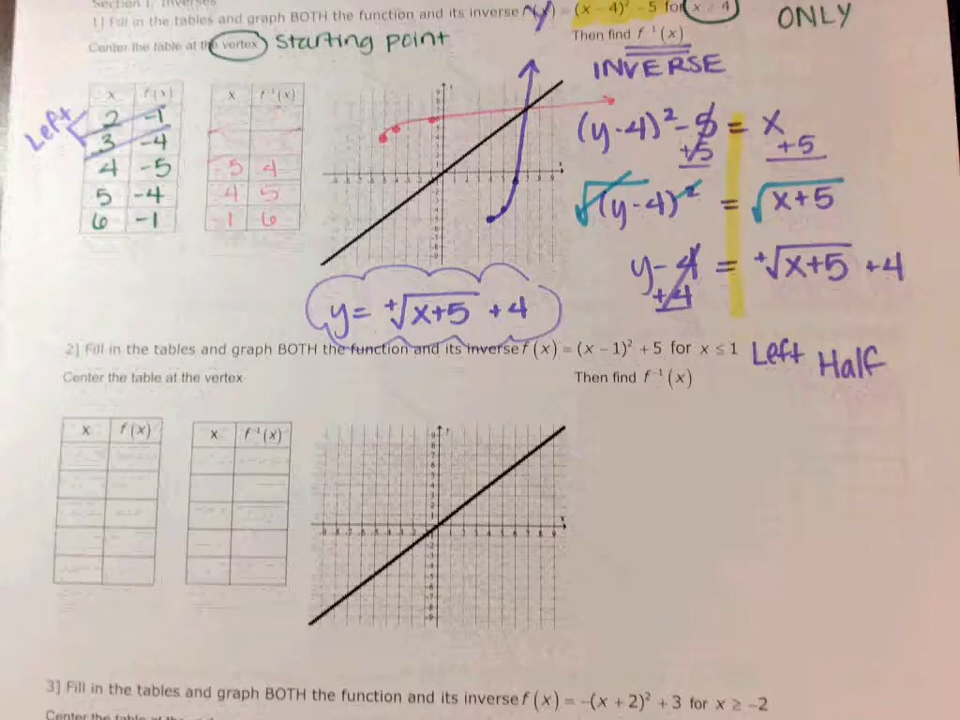 Section I. Inverses
1] Fill in the tables and graph BOTH the function and its inverse f(x) = (x − 4)² − 5 for x ≥ 4 ONLY
y
Center the table at the vertex Starting point Then find f⁻¹(x)
INVERSE
Left
x f(x)
2 -1
3 -4
4 -5
5 -4
6 -1
x f⁻¹(x)
-5 4
-4 5
-1 6
(y-4)² - 5 = x
+5 +5
√(y-4)² = √x+5
y-4 = +√x+5 +4
+4
y = +√x+5 +4
2] Fill in the tables and graph BOTH the function and its inverse f(x) = (x − 1)² + 5 for x ≤ 1 Left Half
Center the table at the vertex Then find f⁻¹(x)
x f(x)
x f⁻¹(x)
3] Fill in the tables and graph BOTH the function and its inverse f(x) = −(x + 2)² + 3 for x ≥ −2
Center the table at